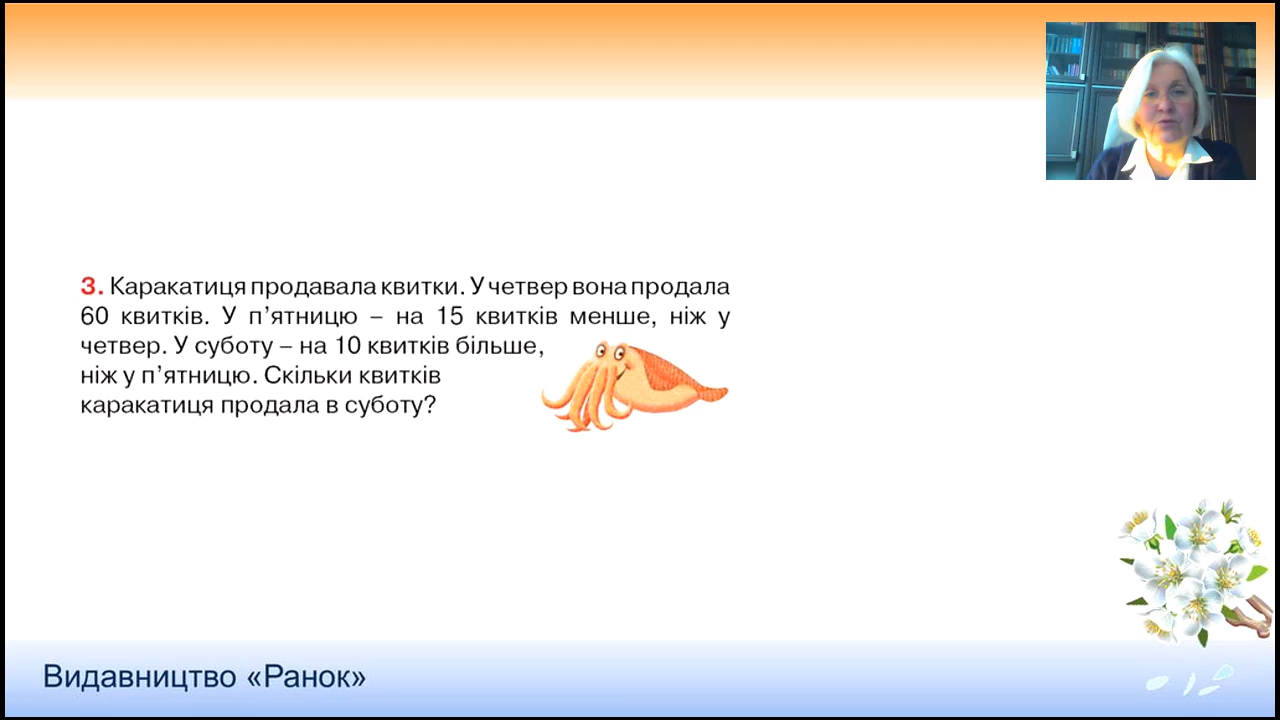 3. Каракатиця продавала квитки. У четвер вона продала
60 квитків. У п’ятницю – на 15 квитків менше, ніж у
четвер. У суботу – на 10 квитків більше,
ніж у п’ятницю. Скільки квитків
каракатиця продала в суботу?
Видавництво «Ранок»